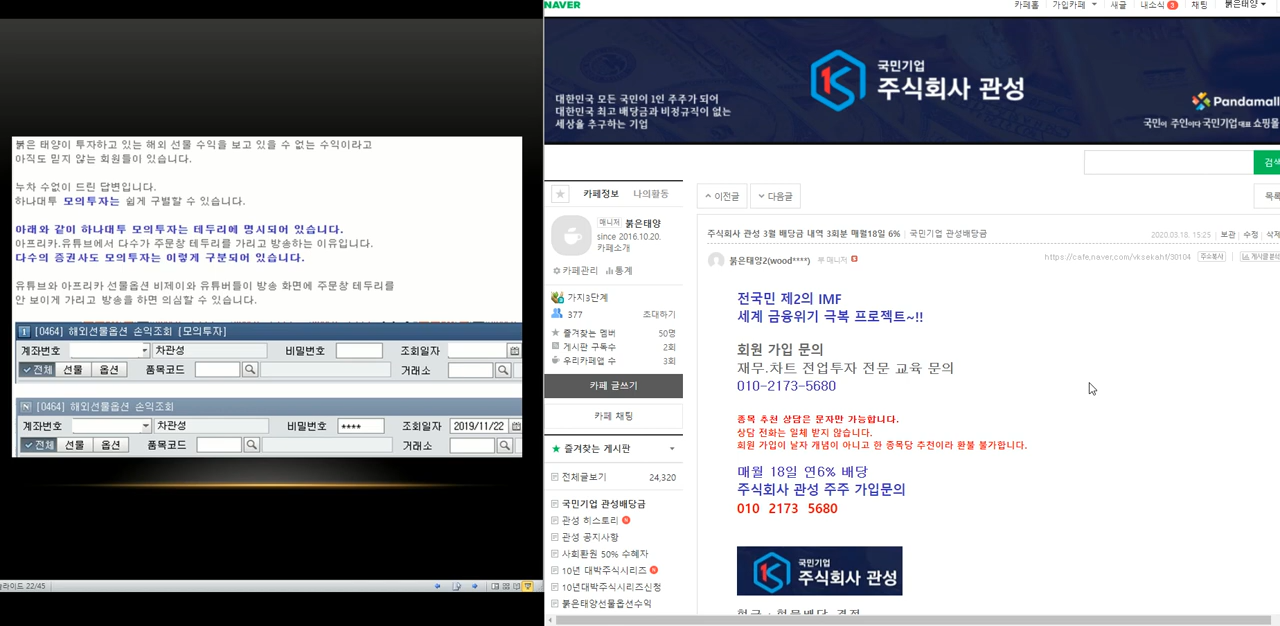 붉은 태양이 투자하고 있는 해외 선물 수익을 보고 있을 수 없는 수익이라고
아직도 믿지 않는 회원들이 있습니다.
누차 수없이 드린 답변입니다.
하나대투 모의투자는 쉽게 구별할 수 있습니다.
아래와 같이 하나대투 모의투자는 테두리에 명시되어 있습니다.
아프리카.유튜브에서 다수가 주문창 테두리를 가리고 방송하는 이유입니다.
다수의 증권사도 모의투자는 이렇게 구분되어 있습니다.
유튜브와 아프리카 선물옵션 비제이와 유튜버들이 방송 화면에 주문창 테두리를
안 보이게 가리고 방송을 하면 의심할 수 있습니다.
[0464] 해외선물옵션 손익조회 [모의투자]
계좌번호 차관성 비밀번호 조회일자
전체 선물 옵션 품목코드 거래소
[0464] 해외선물옵션 손익조회
계좌번호 차관성 비밀번호 **** 조회일자 2019/11/22
전체 선물 옵션 품목코드 거래소
라이드 22/45
NAVER
카페홈 가입카페 새글 내소식 3 채팅 붉은태양
대한민국 모든 국민이 1인 주주가 되어
대한민국 최고 배당금과 비정규직이 없는
세상을 추구하는 기업
국민기업
주식회사 관성
Pandamall
국민이 주인이다 국민기업 대표 쇼핑몰
검색
카페정보 나의활동
매니저 붉은태양
since 2016.10.20.
카페소개
카페관리 통계
가지3단계
377 초대하기
즐겨찾는 멤버 50명
게시판 구독수 2회
우리카페앱 수 3회
카페 글쓰기
카페 채팅
즐겨찾는 게시판
전체글보기 24,320
국민기업 관성배당금
관성 히스토리 N
관성 공지사항
사회환원 50% 수혜자
10년 대박주식시리즈 N
10년대박주식시리즈신청
붉은태양선물옵션수익
이전글 다음글 목록
주식회사 관성 3월 배당금 내역 3회분 매월18일 6% 국민기업 관성배당금 2020.03.18. 15:25 보관 수정 삭제
붉은태양2(wood****) 부매니저 https://cafe.naver.com/vksekahf/30104 주소복사 게시글분석
전국민 제2의 IMF
세계 금융위기 극복 프로젝트~!!
회원 가입 문의
재무.차트 전업투자 전문 교육 문의
010-2173-5680
종목 추천 상담은 문자만 가능합니다.
상담 전화는 일체 받지 않습니다.
회원 가입이 날자 개념이 아니고 한 종목당 추천이라 환불 불가합니다.
매월 18일 연6% 배당
주식회사 관성 주주 가입문의
010 2173 5680
국민기업
주식회사 관성